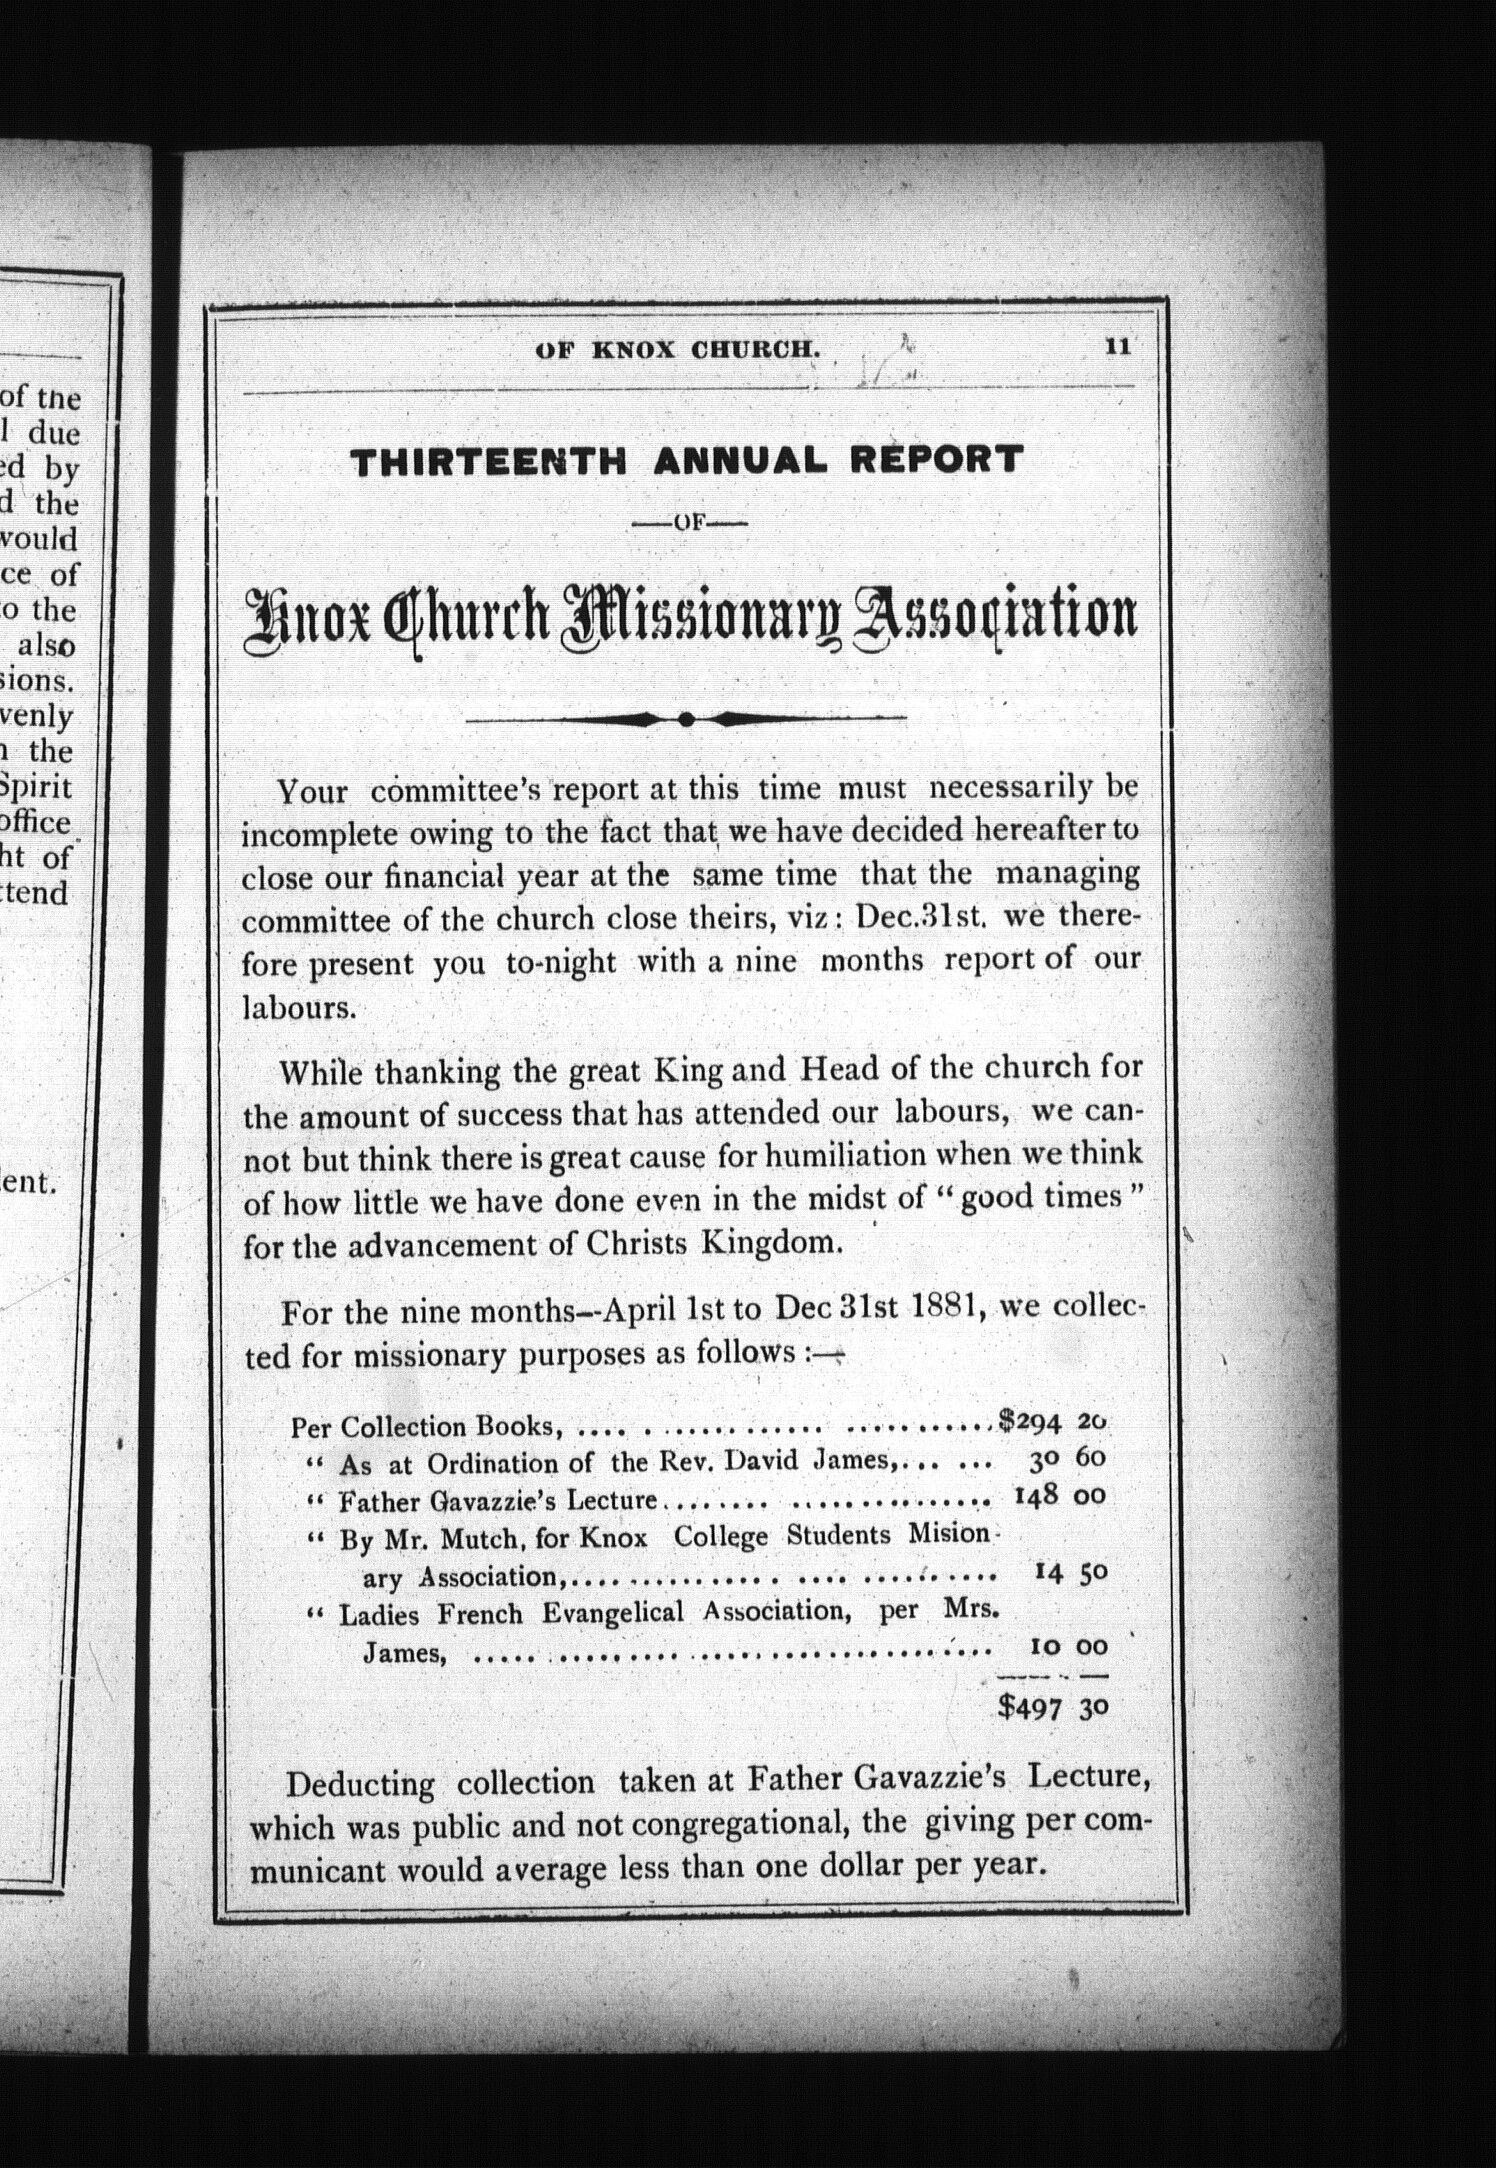 of the
l due
ed by
d the
would
ce of
to the
also
sions.
venly
n the
Spirit
office
ht of
ttend
lent.
OF KNOX CHURCH. 11
THIRTEENTH ANNUAL REPORT
—OF—
Knox Church Missionary Association
Your committee's report at this time must necessarily be
incomplete owing to the fact that we have decided hereafter to
close our financial year at the same time that the managing
committee of the church close theirs, viz: Dec.31st. we there-
fore present you to-night with a nine months report of our
labours.
While thanking the great King and Head of the church for
the amount of success that has attended our labours, we can-
not but think there is great cause for humiliation when we think
of how little we have done even in the midst of "good times"
for the advancement of Christs Kingdom.
For the nine months--April 1st to Dec 31st 1881, we collec-
ted for missionary purposes as follows :—
Per Collection Books, .... . ............ ...........$294 20
" As at Ordination of the Rev. David James,... ... 30 60
" Father Gavazzie's Lecture........ ............... 148 00
" By Mr. Mutch, for Knox College Students Mision-
ary Association,............... .... .......... 14 50
" Ladies French Evangelical Association, per Mrs.
James, ..... ......... ..................... 10 00
$497 30
Deducting collection taken at Father Gavazzie's Lecture,
which was public and not congregational, the giving per com-
municant would average less than one dollar per year.